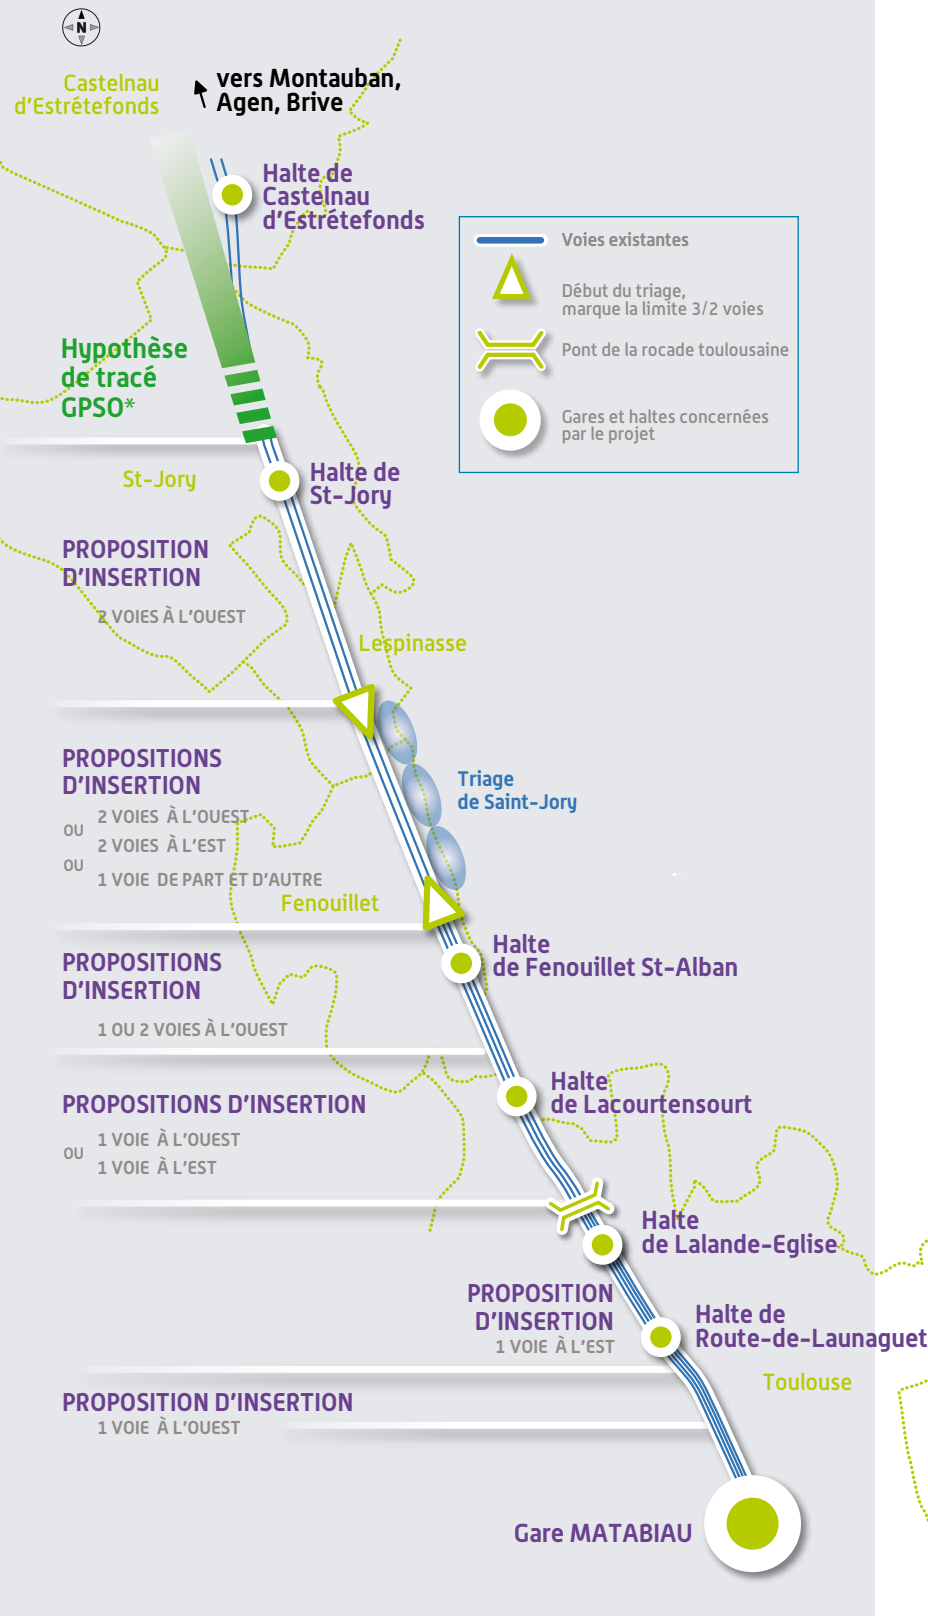 N
Castelnau
d'Estrétefonds
vers Montauban,
Agen, Brive
Halte de
Castelnau
d'Estrétefonds
Voies existantes
Début du triage,
marque la limite 3/2 voies
Pont de la rocade toulousaine
Gares et haltes concernées
par le projet
Hypothèse
de tracé
GPSO*
St-Jory
Halte de
St-Jory
PROPOSITION
D'INSERTION
2 VOIES À L'OUEST
Lespinasse
PROPOSITIONS
D'INSERTION
2 VOIES À L'OUEST
OU
2 VOIES À L'EST
OU
1 VOIE DE PART ET D'AUTRE
Triage
de Saint-Jory
Fenouillet
PROPOSITIONS
D'INSERTION
1 OU 2 VOIES À L'OUEST
Halte
de Fenouillet St-Alban
Halte
de Lacourtensourt
PROPOSITIONS D'INSERTION
1 VOIE À L'OUEST
OU
1 VOIE À L'EST
Halte
de Lalande-Eglise
PROPOSITION
D'INSERTION
1 VOIE À L'EST
Halte de
Route-de-Launaguet
Toulouse
PROPOSITION D'INSERTION
1 VOIE À L'OUEST
Gare MATABIAU